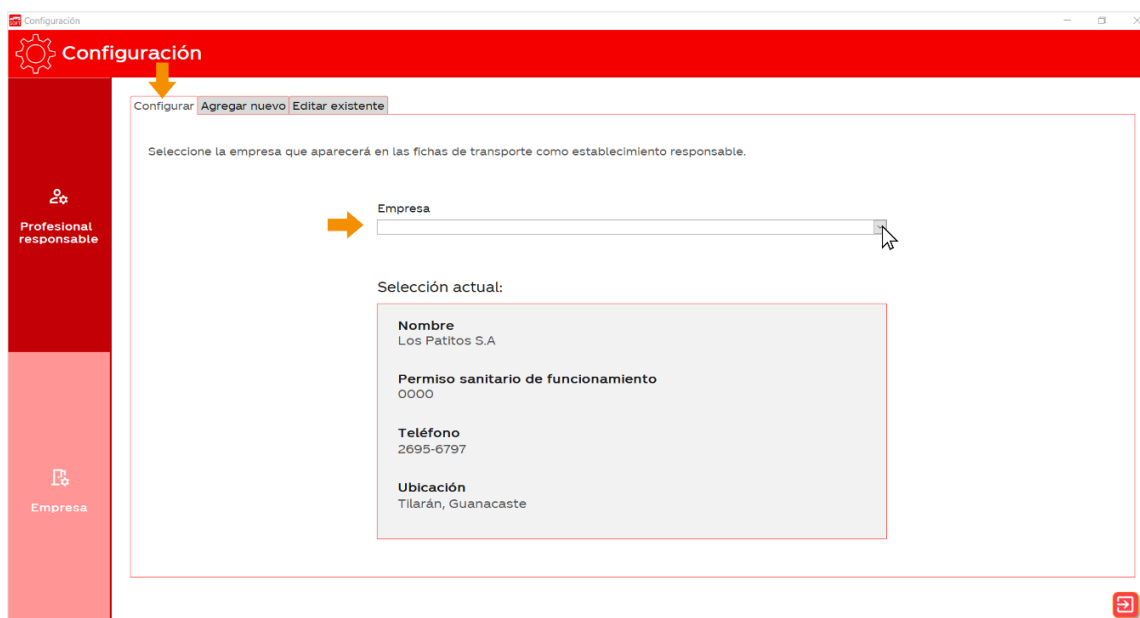 Configuración
Configuración
Configurar Agregar nuevo Editar existente
Seleccione la empresa que aparecerá en las fichas de transporte como establecimiento responsable.
Profesional
responsable
Empresa
Selección actual:
Nombre
Los Patitos S.A
Permiso sanitario de funcionamiento
0000
Teléfono
2695-6797
Ubicación
Tilarán, Guanacaste
Empresa